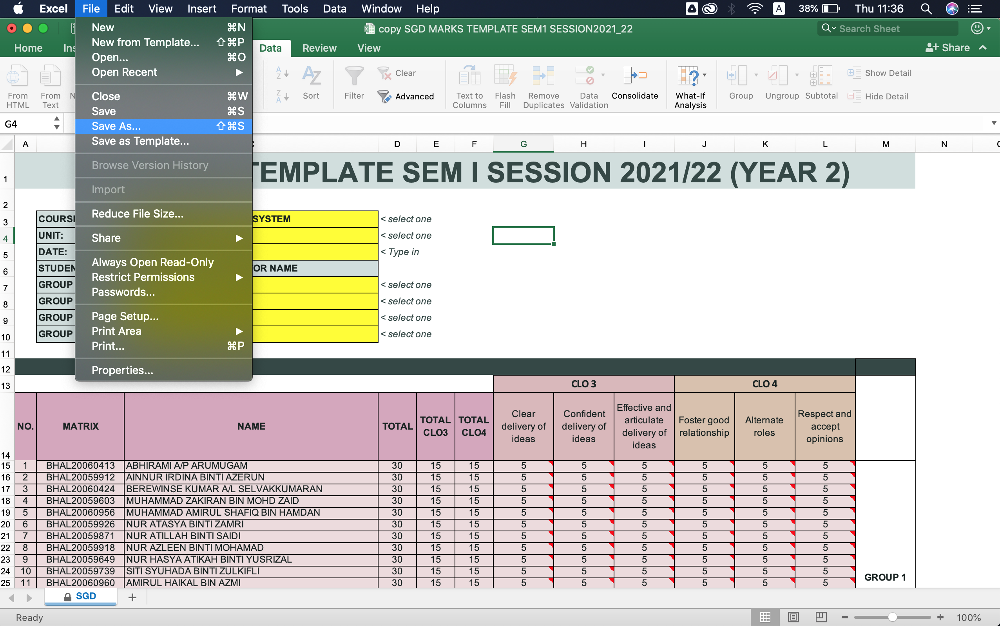 Excel File Edit View Insert Format Tools Data Window Help A 38% Thu 11:36
copy SGD MARKS TEMPLATE SEM1 SESSION2021_22 Search Sheet
Home Data Review View Share
New ⌘N
New from Template... ⇧⌘P
Open... ⌘O
Open Recent ▶
Close ⌘W
Save ⌘S
Save As... ⇧⌘S
Save as Template...
Browse Version History
Import
Reduce File Size...
Share ▶
Always Open Read-Only
Restrict Permissions ▶
Passwords...
Page Setup...
Print Area ▶
Print... ⌘P
Properties...
From HTML
From Text
Sort
Filter
Clear
Advanced
Text to Columns
Flash Fill
Remove Duplicates
Data Validation
Consolidate
What-If Analysis
Group
Ungroup
Subtotal
Show Detail
Hide Detail
G4
A D E F G H I J K L M N
1 TEMPLATE SEM I SESSION 2021/22 (YEAR 2)
2
3 SYSTEM < select one
4 UNIT: < select one
5 DATE: < Type in
6 NAME
7 GROUP < select one
8 GROUP < select one
9 GROUP < select one
10 GROUP < select one
11
12
13 CLO 3 CLO 4
14 NO. MATRIX NAME TOTAL TOTAL CLO3 TOTAL CLO4 Clear delivery of ideas Confident delivery of ideas Effective and articulate delivery of ideas Foster good relationship Alternate roles Respect and accept opinions
15 1 BHAL20060413 ABHIRAMI A/P ARUMUGAM 30 15 15 5 5 5 5 5 5
16 2 BHAL20059912 AINNUR IRDINA BINTI AZERUN 30 15 15 5 5 5 5 5 5
17 3 BHAL20060424 BEREWINSE KUMAR A/L SELVAKKUMARAN 30 15 15 5 5 5 5 5 5
18 4 BHAL20059603 MUHAMMAD ZAKIRAN BIN MOHD ZAID 30 15 15 5 5 5 5 5 5
19 5 BHAL20060956 MUHAMMAD AMIRUL SHAFIQ BIN HAMDAN 30 15 15 5 5 5 5 5 5
20 6 BHAL20059926 NUR ATASYA BINTI ZAMRI 30 15 15 5 5 5 5 5 5
21 7 BHAL20059871 NUR ATILLAH BINTI SAIDI 30 15 15 5 5 5 5 5 5
22 8 BHAL20059918 NUR AZLEEN BINTI MOHAMAD 30 15 15 5 5 5 5 5 5
23 9 BHAL20059649 NUR HASYA ATIKAH BINTI YUSRIZAL 30 15 15 5 5 5 5 5 5
24 10 BHAL20059739 SITI SYUHADA BINTI ZULKIFLI 30 15 15 5 5 5 5 5 5
25 11 BHAL20060960 AMIRUL HAIKAL BIN AZMI 30 15 15 5 5 5 5 5 5
GROUP 1
SGD +
Ready 100%